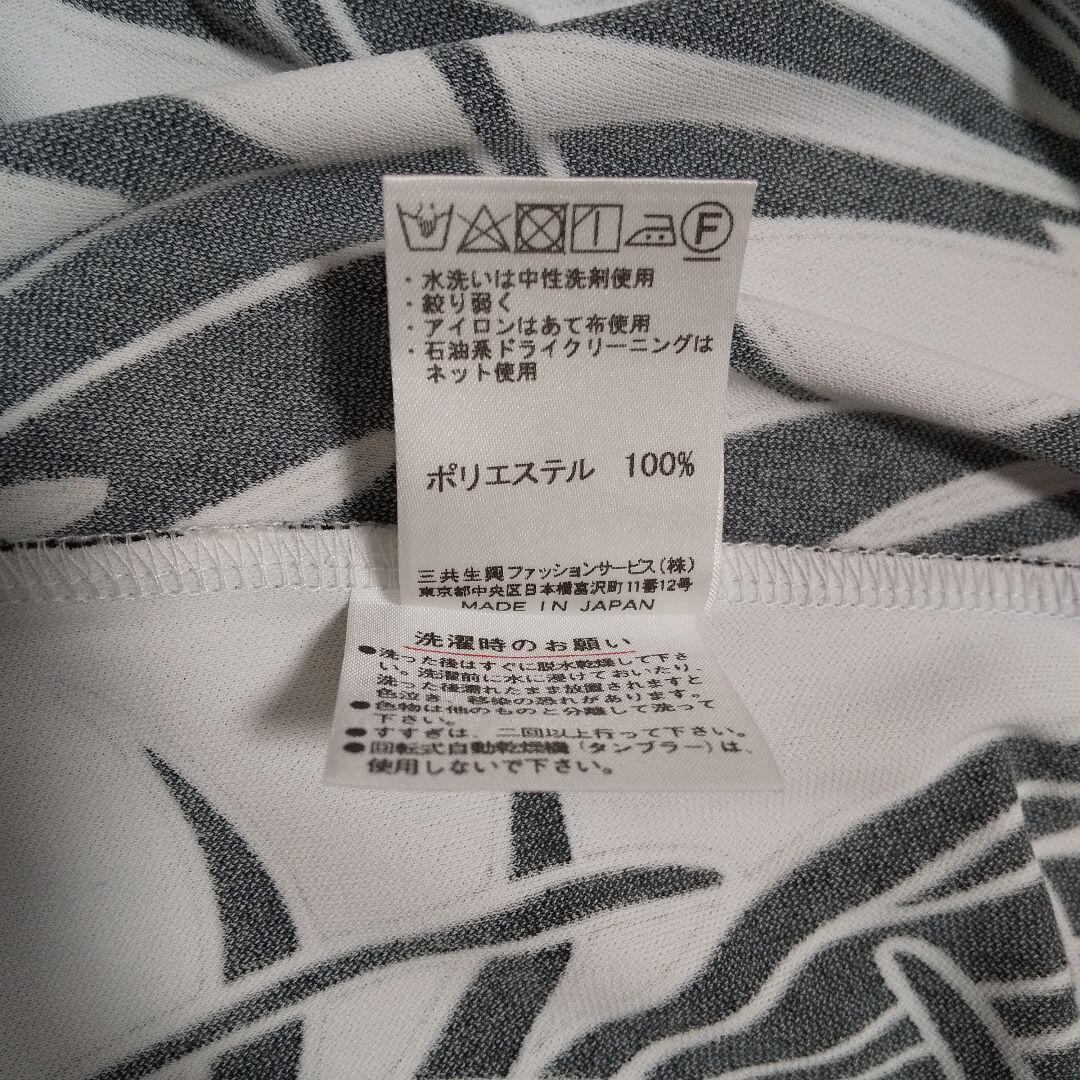 F
・水洗いは中性洗剤使用
・絞り弱く
・アイロンはあて布使用
・石油系ドライクリーニングは
ネット使用
ポリエステル 100%
三共生興ファッションサービス(株)
東京都中央区日本橋富沢町11番12号
MADE IN JAPAN
洗濯時のお願い
●洗った後はすぐに脱水乾燥して下さ
い。洗濯前に水に浸けておいたり、
洗った後濡れたまま放置されますと
色泣き、移染の恐れがあります。
●色物は他のものと分離して洗って
下さい。
●すすぎは、二回以上行って下さい。
●回転式自動乾燥機(タンブラー)は、
使用しないで下さい。